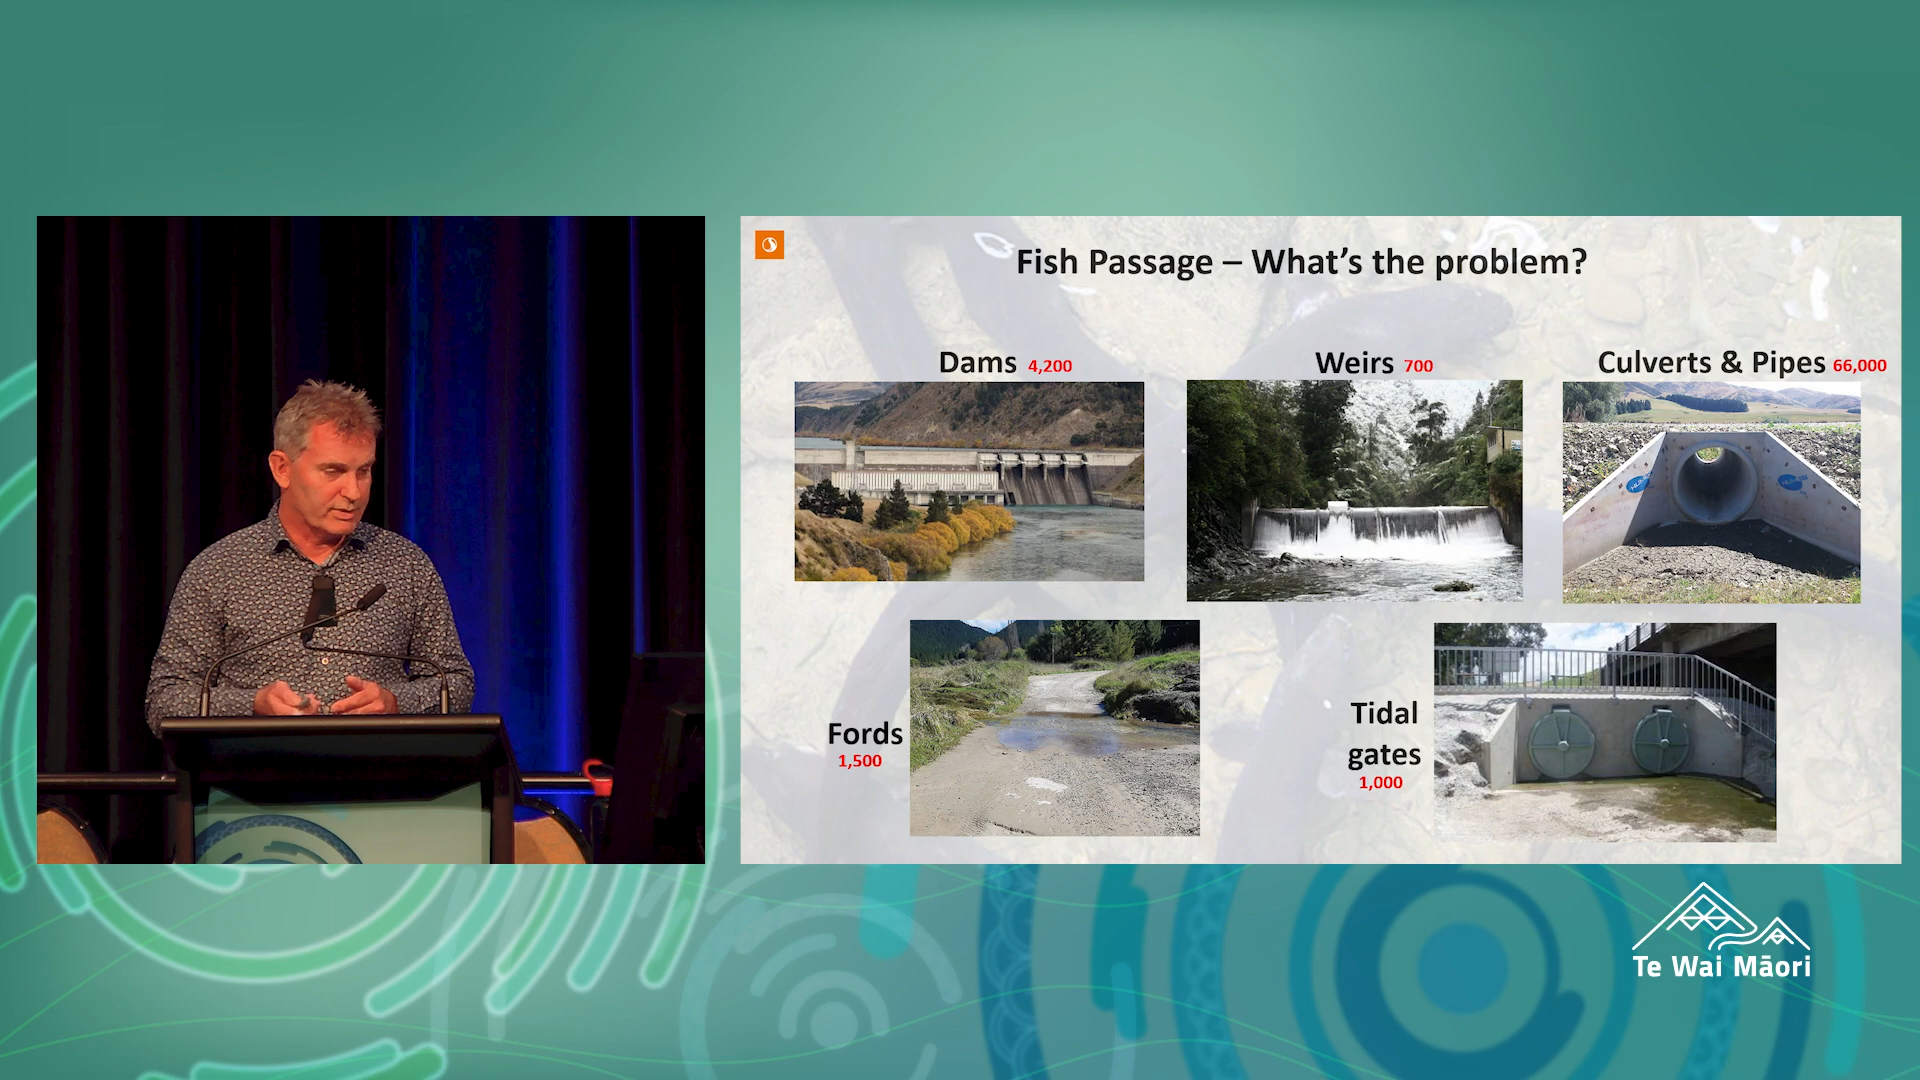 Fish Passage – What's the problem?
Dams 4,200
Weirs 700
Culverts & Pipes 66,000
Fords
1,500
Tidal
gates
1,000
Te Wai Māori